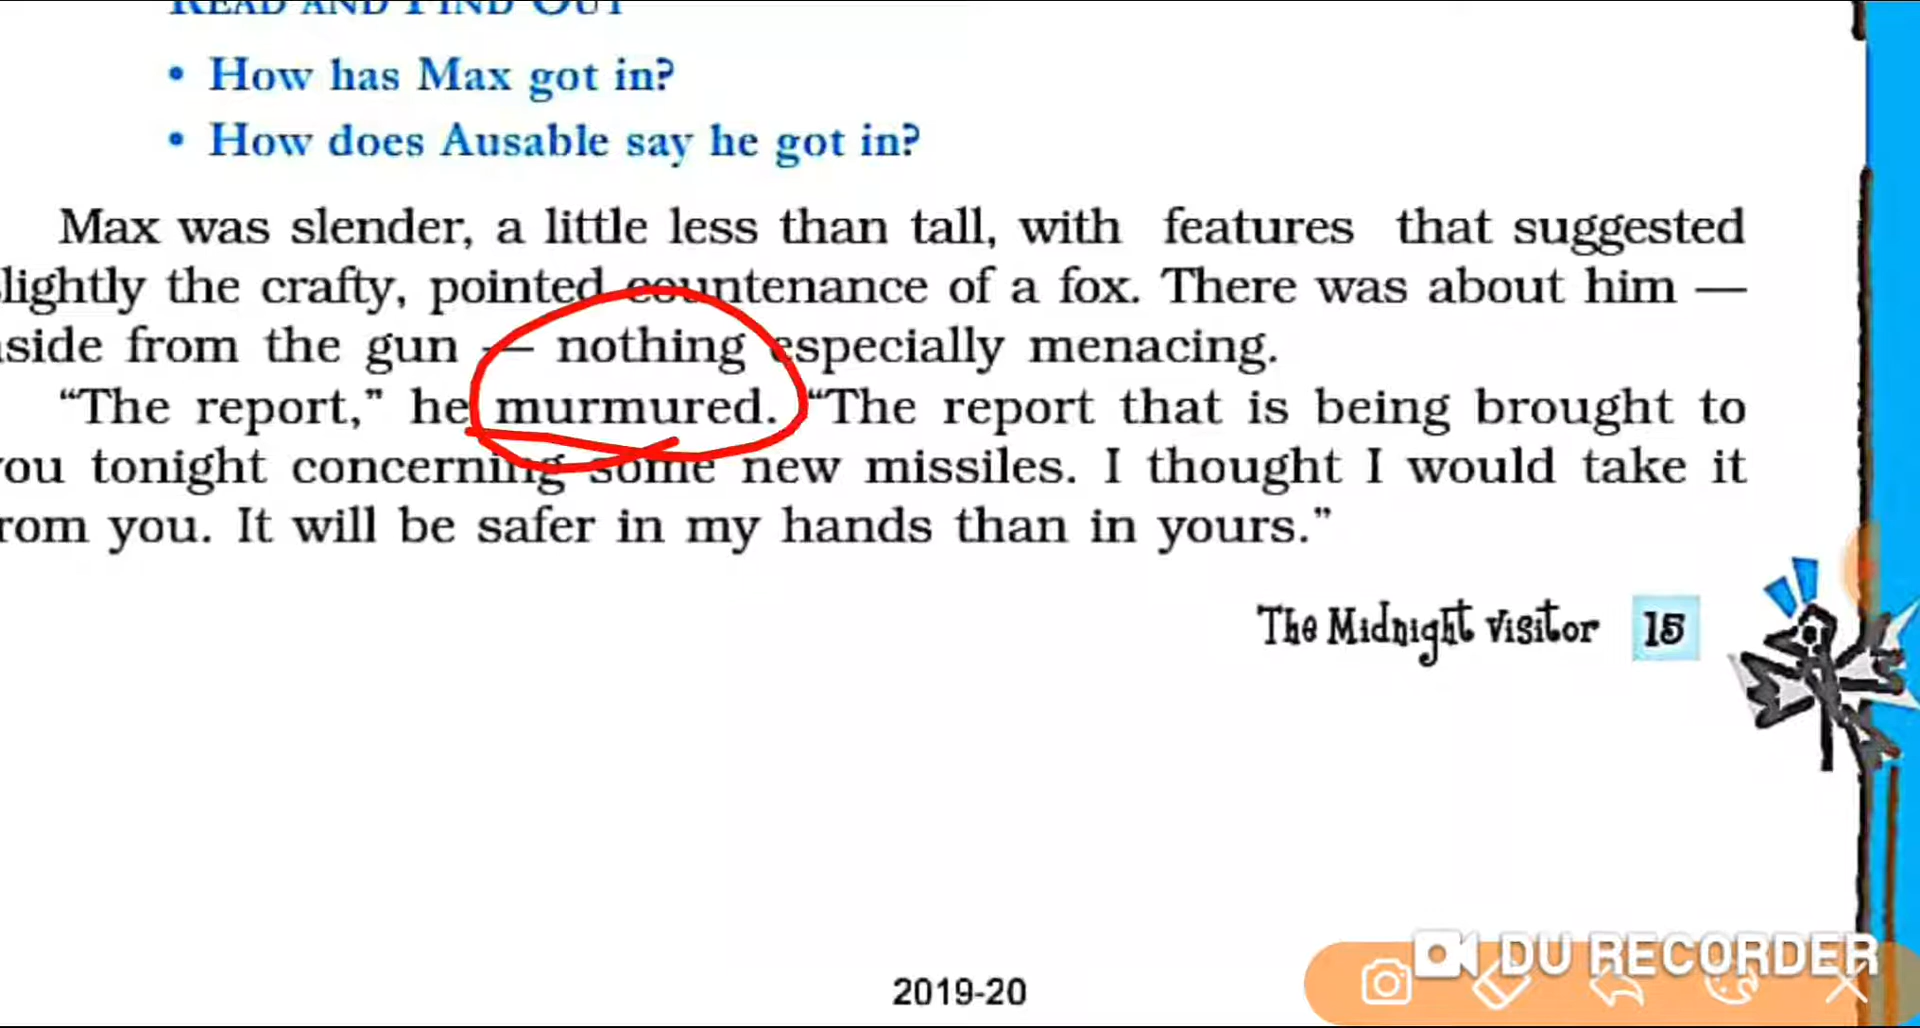 READ AND FIND OUT
• How has Max got in?
• How does Ausable say he got in?
Max was slender, a little less than tall, with features that suggested
lightly the crafty, pointed countenance of a fox. There was about him —
side from the gun — nothing especially menacing.
“The report,” he murmured. “The report that is being brought to
ou tonight concerning some new missiles. I thought I would take it
rom you. It will be safer in my hands than in yours.”
The Midnight Visitor 15
DU RECORDER
2019-20